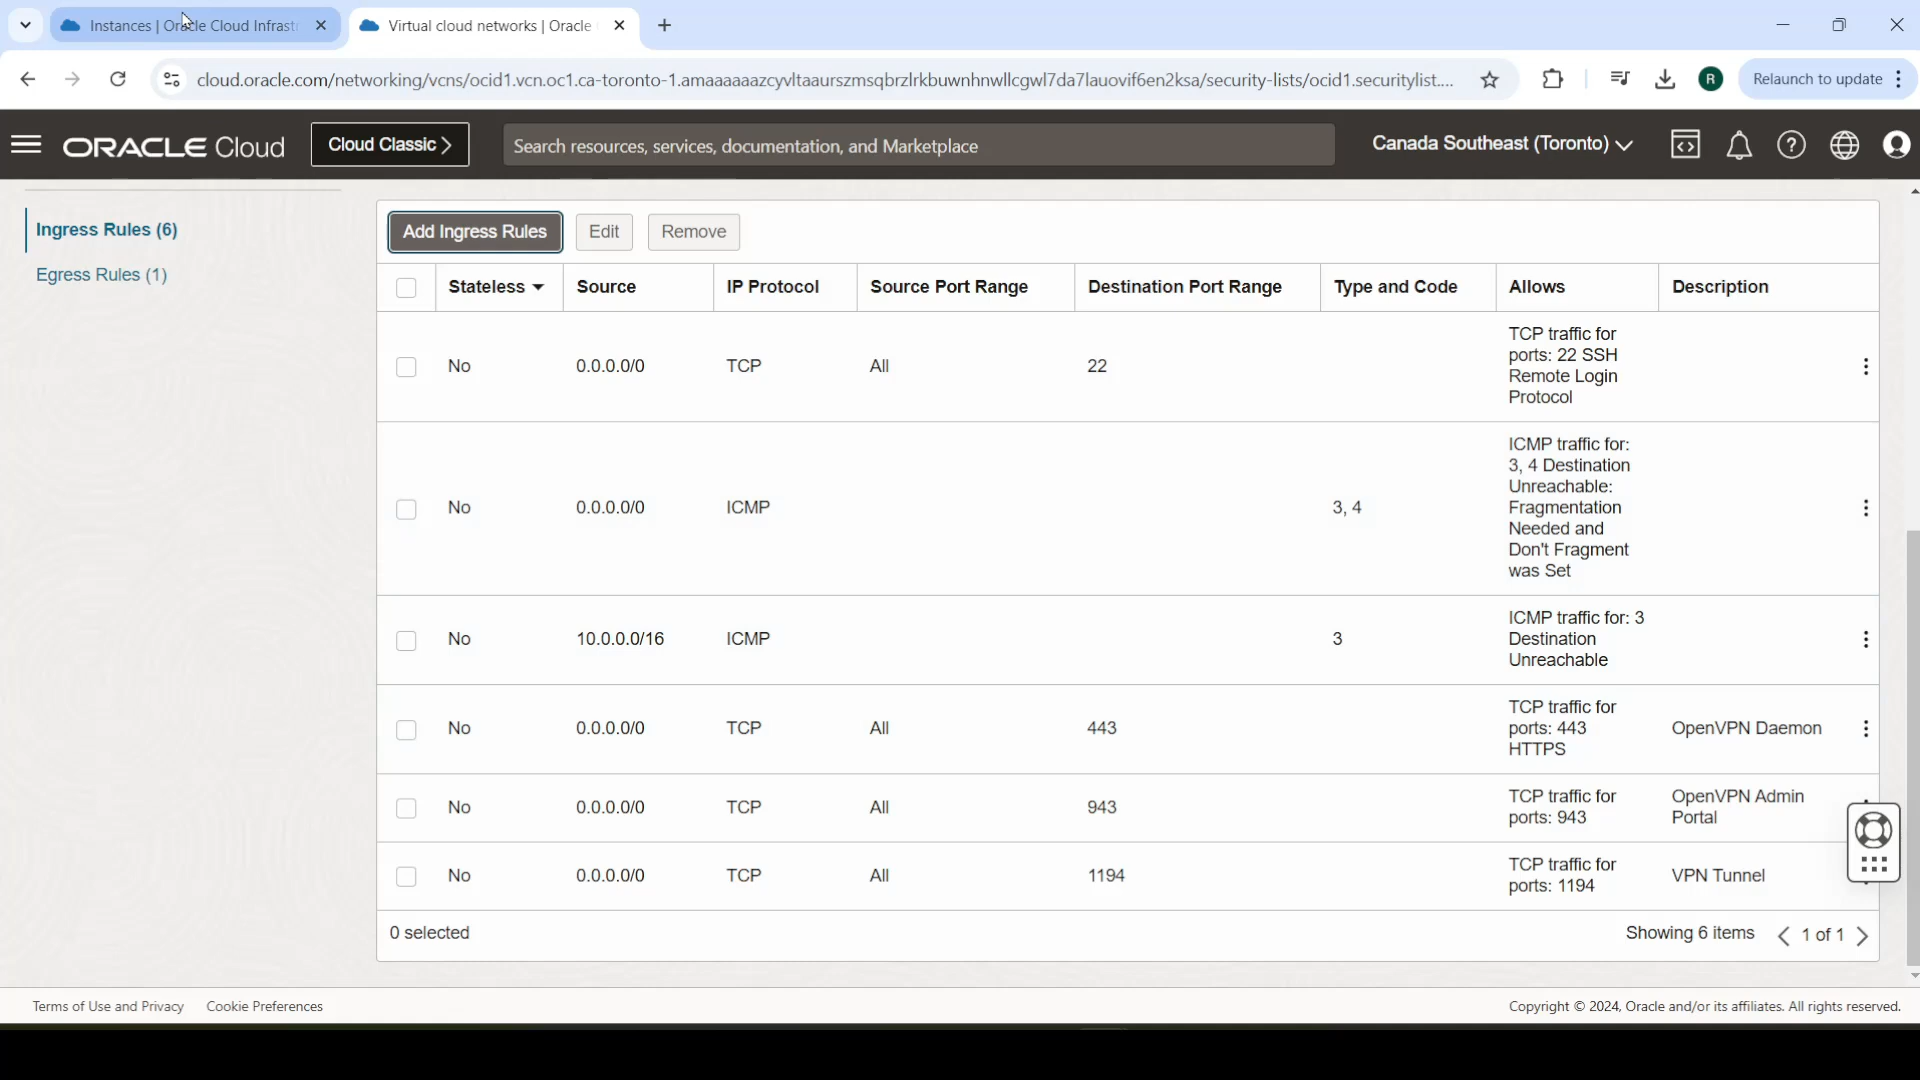 Instances | Oracle Cloud Infrastr
Virtual cloud networks | Oracle
cloud.oracle.com/networking/vcns/ocid1.vcn.oc1.ca-toronto-1.amaaaaaazcyvltaaurszmsqbrzlrkbuwnhnwllcgwl7da7lauovif6en2ksa/security-lists/ocid1.securitylist....
R
Relaunch to update
ORACLE Cloud
Cloud Classic
Search resources, services, documentation, and Marketplace
Canada Southeast (Toronto)
Ingress Rules (6)
Egress Rules (1)
Add Ingress Rules Edit Remove
Stateless Source IP Protocol Source Port Range Destination Port Range Type and Code Allows Description
No 0.0.0.0/0 TCP All 22
TCP traffic for
ports: 22 SSH
Remote Login
Protocol
No 0.0.0.0/0 ICMP 3, 4
ICMP traffic for:
3, 4 Destination
Unreachable:
Fragmentation
Needed and
Don't Fragment
was Set
No 10.0.0.0/16 ICMP 3
ICMP traffic for: 3
Destination
Unreachable
No 0.0.0.0/0 TCP All 443
TCP traffic for
ports: 443
HTTPS
OpenVPN Daemon
No 0.0.0.0/0 TCP All 943
TCP traffic for
ports: 943
OpenVPN Admin
Portal
No 0.0.0.0/0 TCP All 1194
TCP traffic for
ports: 1194
VPN Tunnel
0 selected
Showing 6 items
1 of 1
Terms of Use and Privacy Cookie Preferences
Copyright © 2024, Oracle and/or its affiliates. All rights reserved.